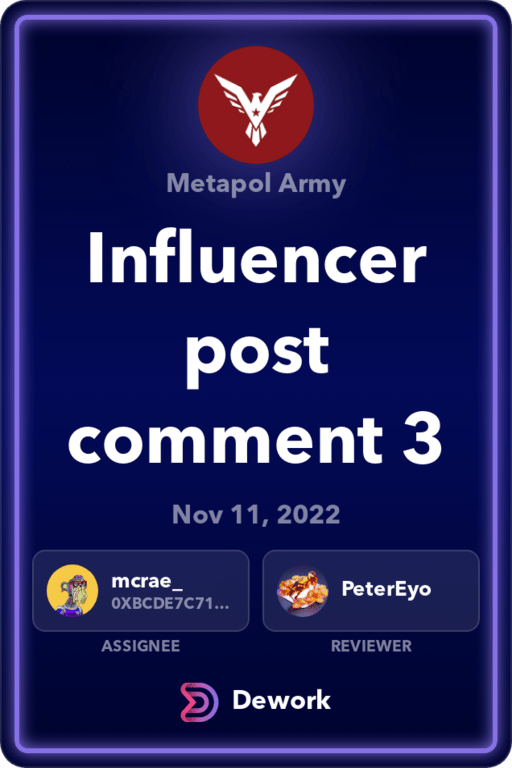 Metapol Army
Influencer
post
comment 3
Nov 11, 2022
mcrae_
0XBCDE7C71...
PeterEyo
ASSIGNEE
REVIEWER
Dework